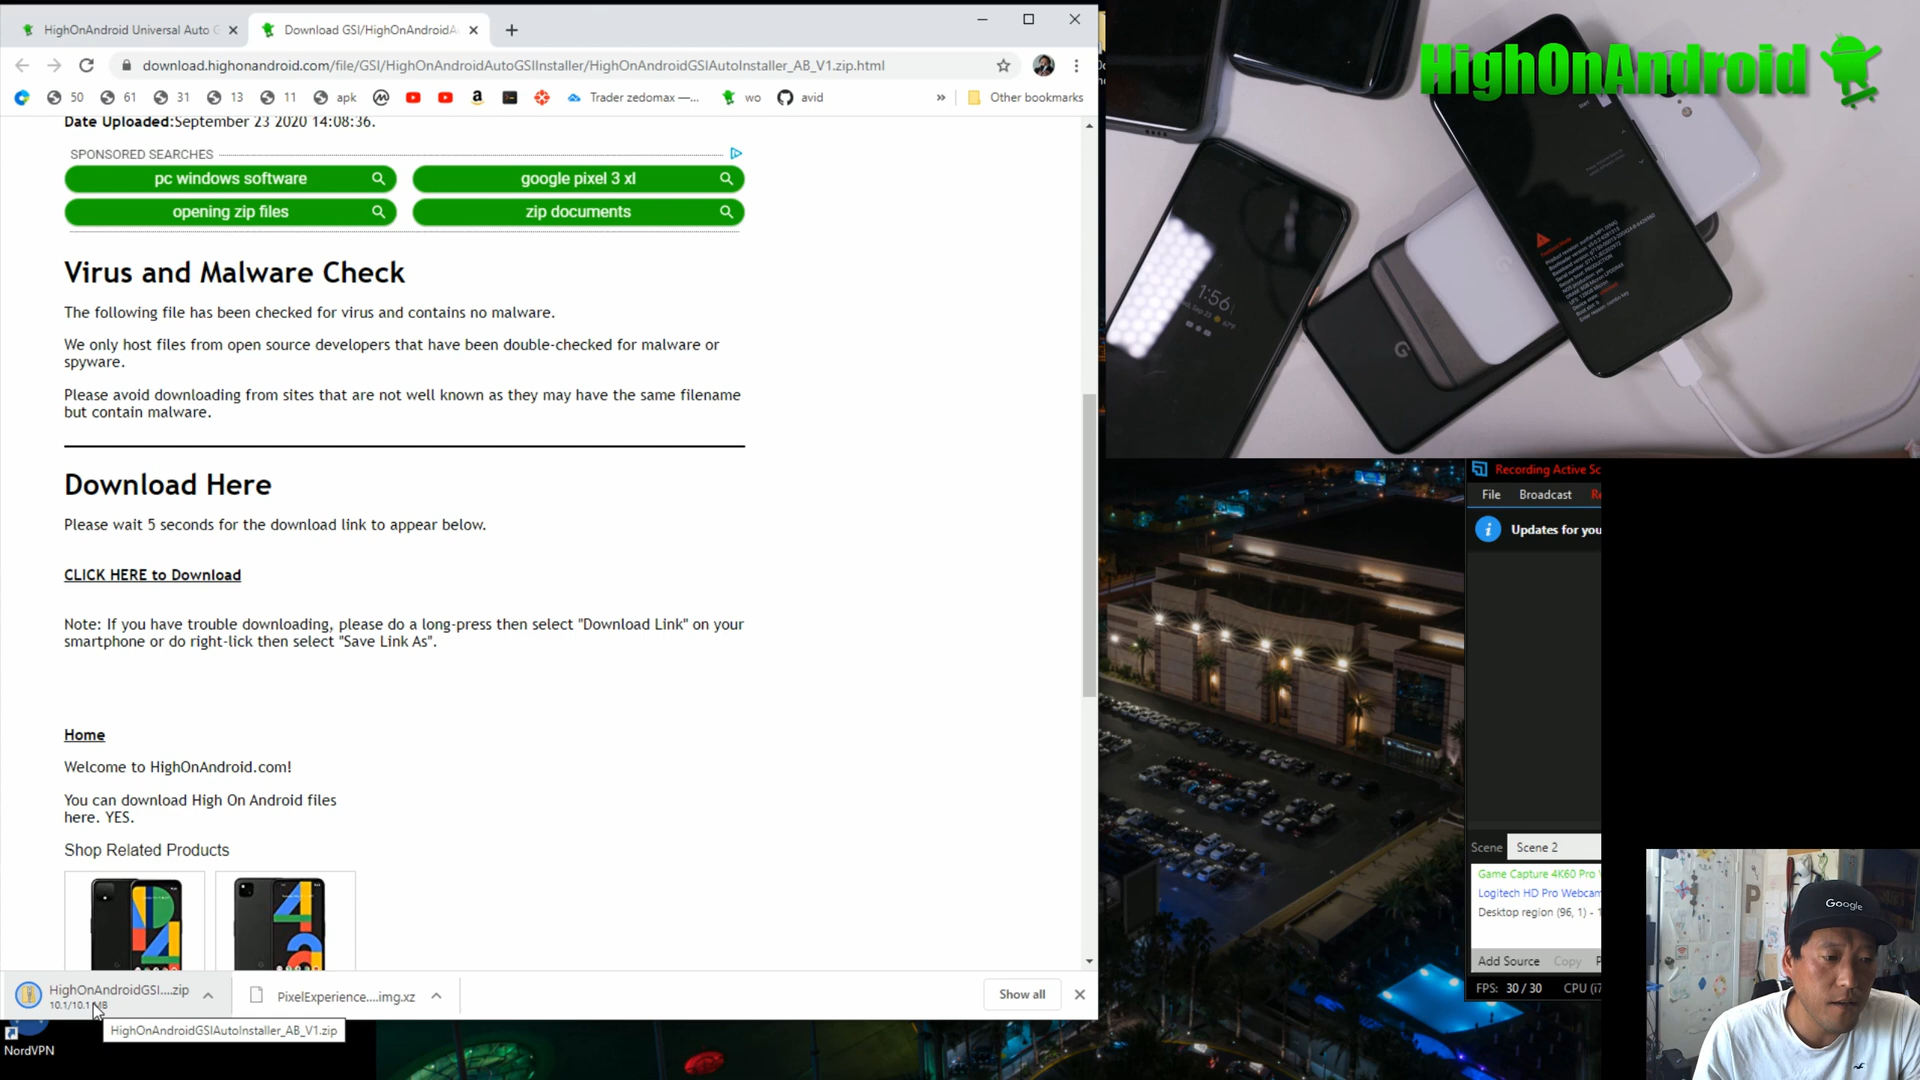 HighOnAndroid Universal Auto G
Download GSI/HighOnAndroidA
download.highonandroid.com/file/GSI/HighOnAndroidAutoGSIInstaller/HighOnAndroidGSIAutoInstaller_AB_V1.zip.html
50
61
31
13
11
apk
Trader zedomax —...
wo
avid
»
Other bookmarks
Date Uploaded:September 23 2020 14:08:36.
SPONSORED SEARCHES
pc windows software
google pixel 3 xl
opening zip files
zip documents
Virus and Malware Check
The following file has been checked for virus and contains no malware.
We only host files from open source developers that have been double-checked for malware or
spyware.
Please avoid downloading from sites that are not well known as they may have the same filename
but contain malware.
Download Here
Please wait 5 seconds for the download link to appear below.
CLICK HERE to Download
Note: If you have trouble downloading, please do a long-press then select "Download Link" on your
smartphone or do right-lick then select "Save Link As".
Home
Welcome to HighOnAndroid.com!
You can download High On Android files
here. YES.
Shop Related Products
HighOnAndroidGSI....zip
10.1/10.1 MB
PixelExperience....img.xz
Show all
HighOnAndroidGSIAutoInstaller_AB_V1.zip
NordVPN
HighOnAndroid
Start
1:56
Recording Active Sc
File
Broadcast
Re
Updates for you
Scene
Scene 2
Game Capture 4K60 Pro
Logitech HD Pro Webcam
Desktop region (96, 1) - 1
Add Source
Copy
P
FPS: 30 / 30
CPU (i7
Google